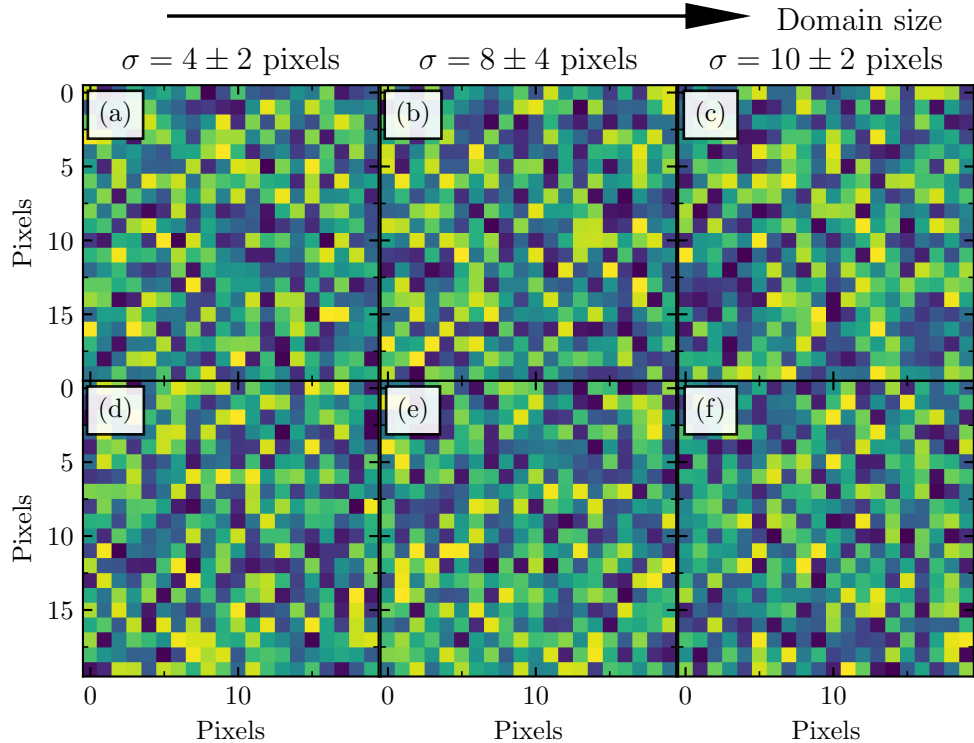 Domain size
σ = 4 ± 2 pixels σ = 8 ± 4 pixels σ = 10 ± 2 pixels
0 (a) (b) (c)
5
Pixels
10
15
0 (d) (e) (f)
5
Pixels
10
15
0 10 0 10 0 10
Pixels Pixels Pixels